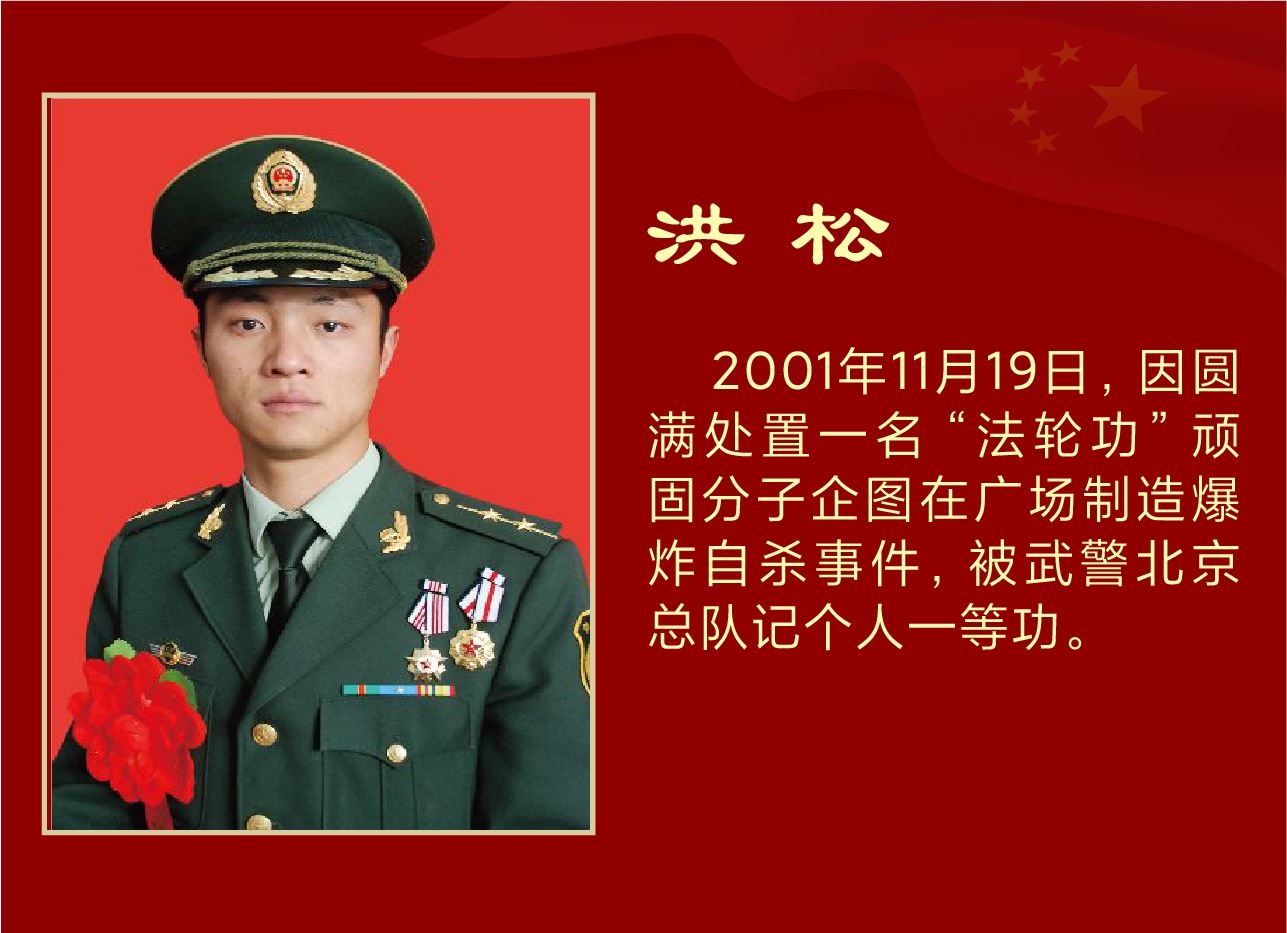 洪 松
2001年11月19日，因圆
满处置一名“法轮功”顽
固分子企图在广场制造爆
炸自杀事件，被武警北京
总队记个人一等功。